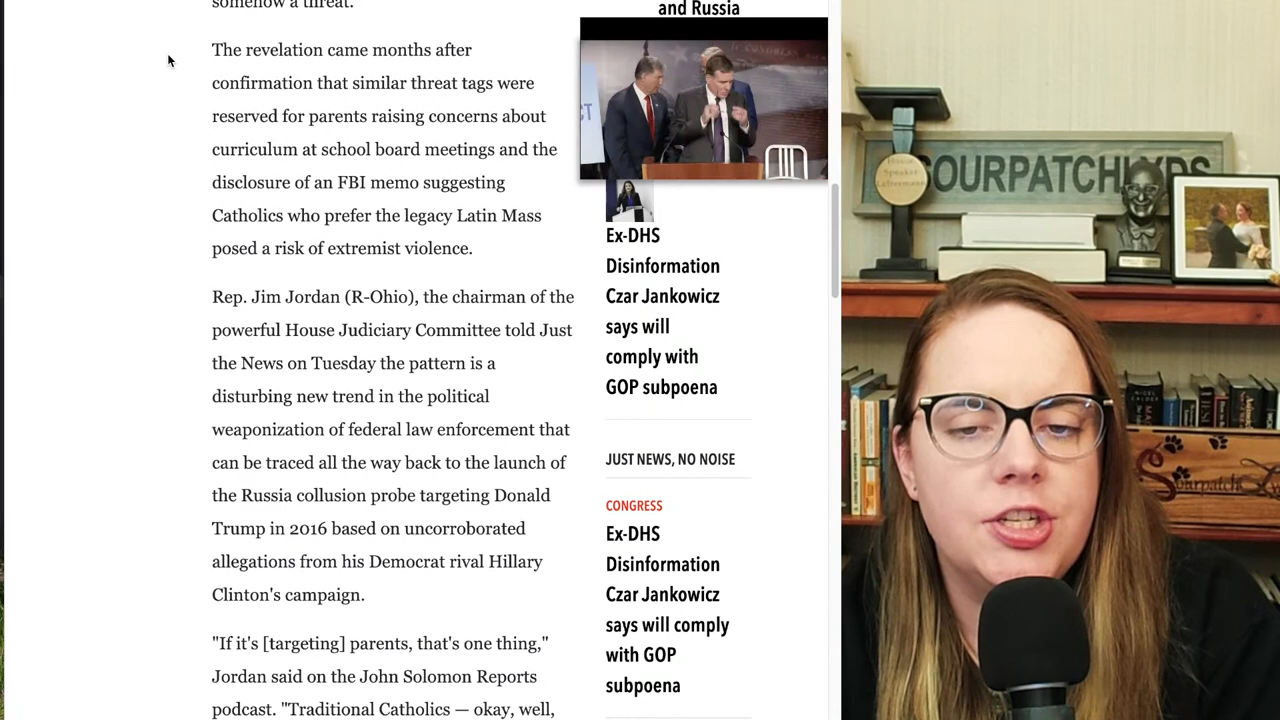 somehow a threat.
The revelation came months after
confirmation that similar threat tags were
reserved for parents raising concerns about
curriculum at school board meetings and the
disclosure of an FBI memo suggesting
Catholics who prefer the legacy Latin Mass
posed a risk of extremist violence.
Rep. Jim Jordan (R-Ohio), the chairman of the
powerful House Judiciary Committee told Just
the News on Tuesday the pattern is a
disturbing new trend in the political
weaponization of federal law enforcement that
can be traced all the way back to the launch of
the Russia collusion probe targeting Donald
Trump in 2016 based on uncorroborated
allegations from his Democrat rival Hillary
Clinton's campaign.
"If it's [targeting] parents, that's one thing,"
Jordan said on the John Solomon Reports
podcast. "Traditional Catholics — okay, well,
and Russia
CT
Ex-DHS
Disinformation
Czar Jankowicz
says will
comply with
GOP subpoena
JUST NEWS, NO NOISE
CONGRESS
Ex-DHS
Disinformation
Czar Jankowicz
says will comply
with GOP
subpoena
SOURPATCHLYDS
House
Speaker
SourpatchLy